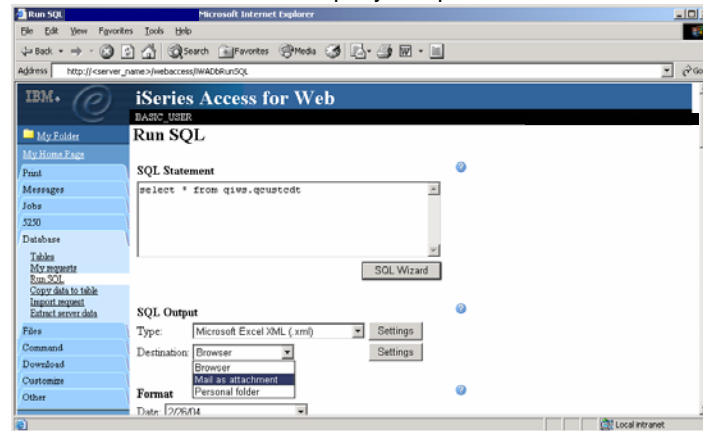 Run SQL Microsoft Internet Explorer
File Edit View Favorites Tools Help
Back Search Favorites Media
Address http://<server_name>/webaccess/iWADbRunSQL Go
IBM. iSeries Access for Web
BASIC_USER
My Folder
Run SQL
My Home Page
Print
Messages
Jobs
5250
Database
Tables
My requests
Run SQL
Copy data to table
Import request
Extract server data
Files
Command
Download
Customize
Other
SQL Statement
select * from qiws.qcustcdt
SQL Wizard
SQL Output
Type: Microsoft Excel XML (.xml) Settings
Destination: Browser Settings
Browser
Mail as attachment
Personal folder
Format
Date: 2/26/04
Local intranet